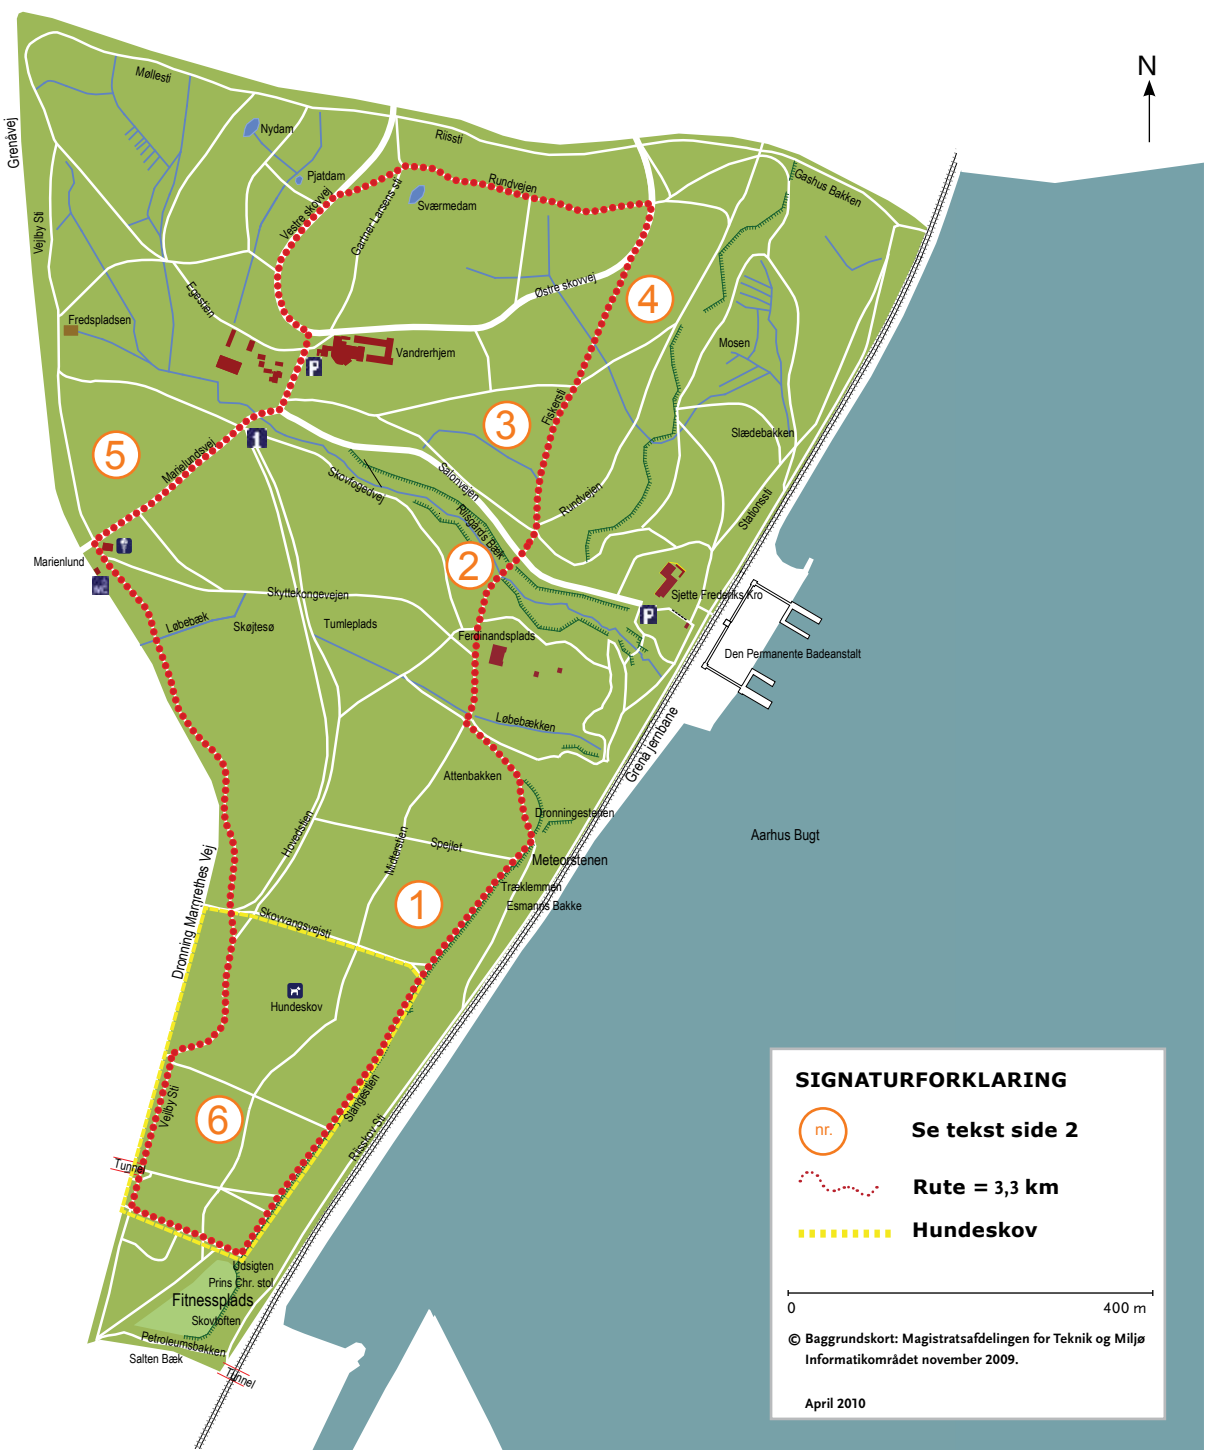 N
Møllesti
Grenåvej
Nydam
Riissti
Pjatdam
Rundvejen
Gashus Bakken
Vestre skovvej
Gartner Larsens sti
Sværmedam
Vejlby Sti
Egestien
Østre skovvej
4
Fredspladsen
Mosen
Vandrerhjem
P
Fiskersti
3
Slædebakken
5
Marielundsvej
i
Skovfogedvej
Salonvejen
Rundvejen
Stationssti
Riisgårds Bæk
Marienlund
2
WC
Skyttekongevejen
Sjette Frederiks Kro
P
Løbebæk
Skøjtesø
Tumleplads
Ferdinandsplads
Den Permanente Badeanstalt
Løbebækken
Grenå jernbane
Attenbakken
Hovedstien
Dronningestenen
Aarhus Bugt
Midterstien
Spejlet
Meteorstenen
Dronning Margrethes Vej
Træklemmen
1
Esmanns Bakke
Skovvangsvejsti
Hundeskov
Vejlby Sti
6
Slangestien
Riisskov Sti
Tunnel
Udsigten
Prins Chr. stol
Fitnessplads
Skovtoften
Petroleumsbakken
Salten Bæk
Tunnel
SIGNATURFORKLARING
nr.
Se tekst side 2
Rute = 3,3 km
Hundeskov
0 400 m
© Baggrundskort: Magistratsafdelingen for Teknik og Miljø
Informatikområdet november 2009.
April 2010